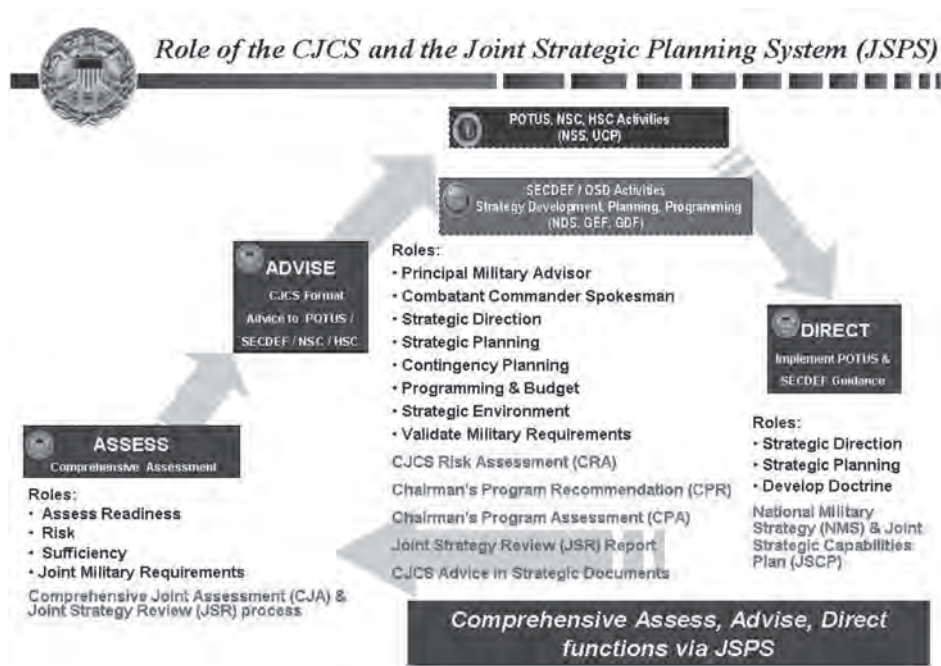 Role of the CJCS and the Joint Strategic Planning System (JSPS)
POTUS, NSC, HSC Activities
(NSS, UCP)
SECDEF / OSD Activities
Strategy Development, Planning, Programming
(NDS, GEF, GDF)
ADVISE
CJCS Formal
Advice to POTUS /
SECDEF / NSC / HSC
Roles:
• Principal Military Advisor
• Combatant Commander Spokesman
• Strategic Direction
• Strategic Planning
• Contingency Planning
• Programming & Budget
• Strategic Environment
• Validate Military Requirements
CJCS Risk Assessment (CRA)
Chairman's Program Recommendation (CPR)
Chairman's Program Assessment (CPA)
Joint Strategy Review (JSR) Report
CJCS Advice in Strategic Documents
DIRECT
Implement POTUS &
SECDEF Guidance
Roles:
• Strategic Direction
• Strategic Planning
• Develop Doctrine
National Military
Strategy (NMS) & Joint
Strategic Capabilities
Plan (JSCP)
ASSESS
Comprehensive Assessment
Roles:
• Assess Readiness
• Risk
• Sufficiency
• Joint Military Requirements
Comprehensive Joint Assessment (CJA) &
Joint Strategy Review (JSR) process
Comprehensive Assess, Advise, Direct
functions via JSPS